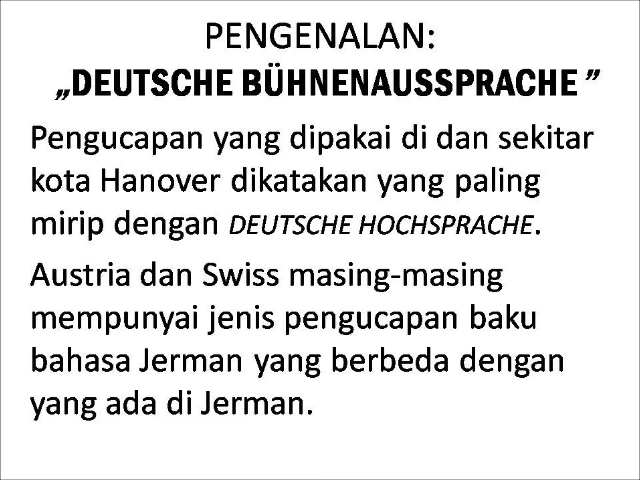 PENGENALAN:
„DEUTSCHE BÜHNENAUSSPRACHE ”
Pengucapan yang dipakai di dan sekitar
kota Hanover dikatakan yang paling
mirip dengan DEUTSCHE HOCHSPRACHE.
Austria dan Swiss masing-masing
mempunyai jenis pengucapan baku
bahasa Jerman yang berbeda dengan
yang ada di Jerman.